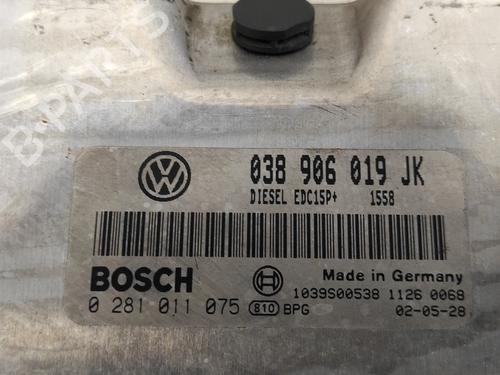 B-PARTS
038 906 019 JK
DIESEL EDC15P+ 1558
BOSCH
Made in Germany
1039S00538 1126 0068
0 281 011 075 810 BPG 02-05-28